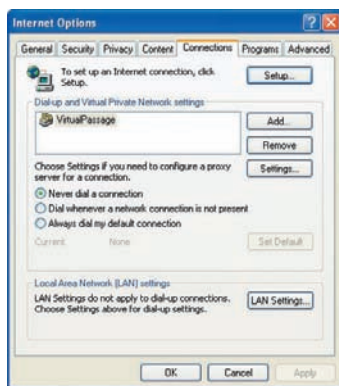 Internet Options
General Security Privacy Content Connections Programs Advanced
To set up an Internet connection, click
Setup.
Setup...
Dial-up and Virtual Private Network settings
VirtualPassage
Add...
Remove
Choose Settings if you need to configure a proxy
server for a connection.
Settings...
Never dial a connection
Dial whenever a network connection is not present
Always dial my default connection
Current None
Set Default
Local Area Network (LAN) settings
LAN Settings do not apply to dial-up connections.
Choose Settings above for dial-up settings.
LAN Settings...
OK Cancel Apply